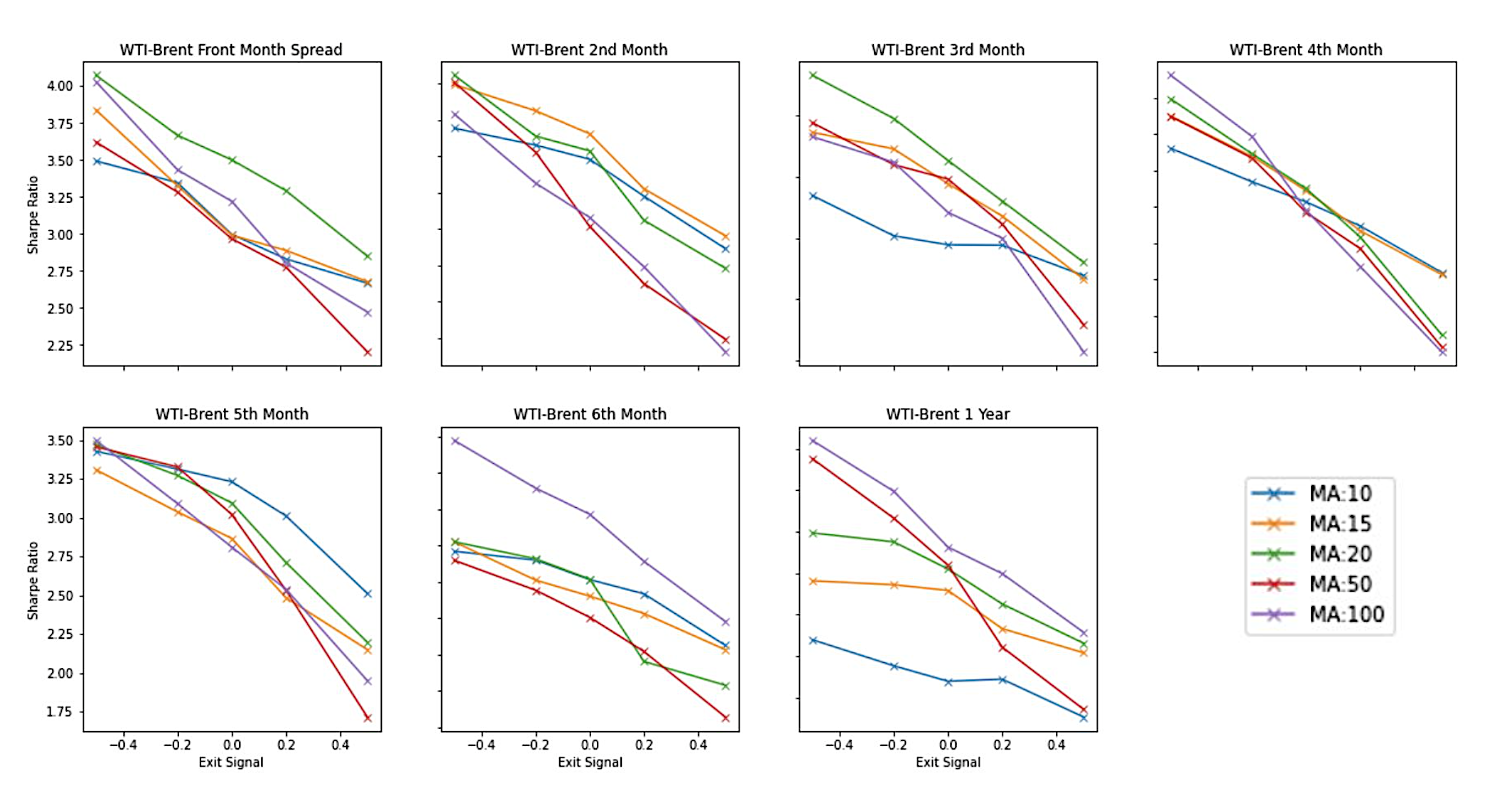 WTI-Brent Front Month Spread
WTI-Brent 2nd Month
WTI-Brent 3rd Month
WTI-Brent 4th Month
Sharpe Ratio
4.00
3.75
3.50
3.25
3.00
2.75
2.50
2.25
WTI-Brent 5th Month
WTI-Brent 6th Month
WTI-Brent 1 Year
Sharpe Ratio
3.50
3.25
3.00
2.75
2.50
2.25
2.00
1.75
−0.4 −0.2 0.0 0.2 0.4
Exit Signal
−0.4 −0.2 0.0 0.2 0.4
Exit Signal
−0.4 −0.2 0.0 0.2 0.4
Exit Signal
MA:10
MA:15
MA:20
MA:50
MA:100